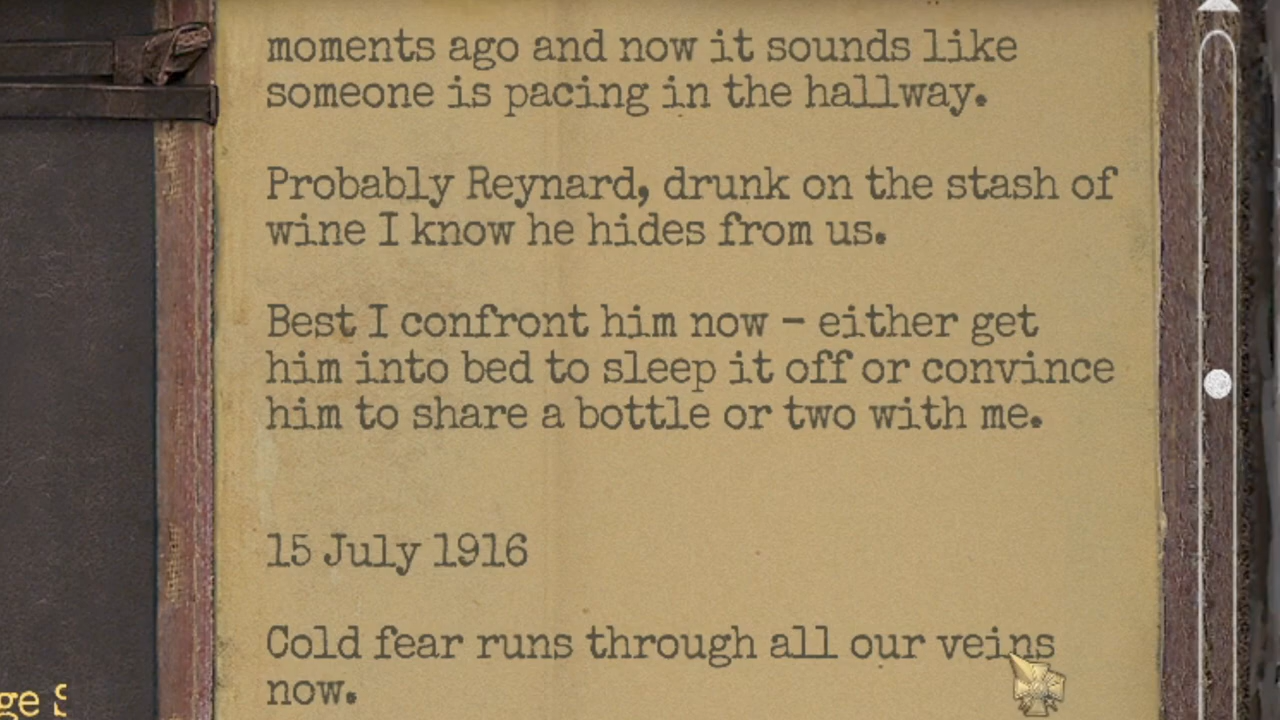 moments ago and now it sounds like
someone is pacing in the hallway.
Probably Reynard, drunk on the stash of
wine I know he hides from us.
Best I confront him now - either get
him into bed to sleep it off or convince
him to share a bottle or two with me.
15 July 1916
Cold fear runs through all our veins
now.